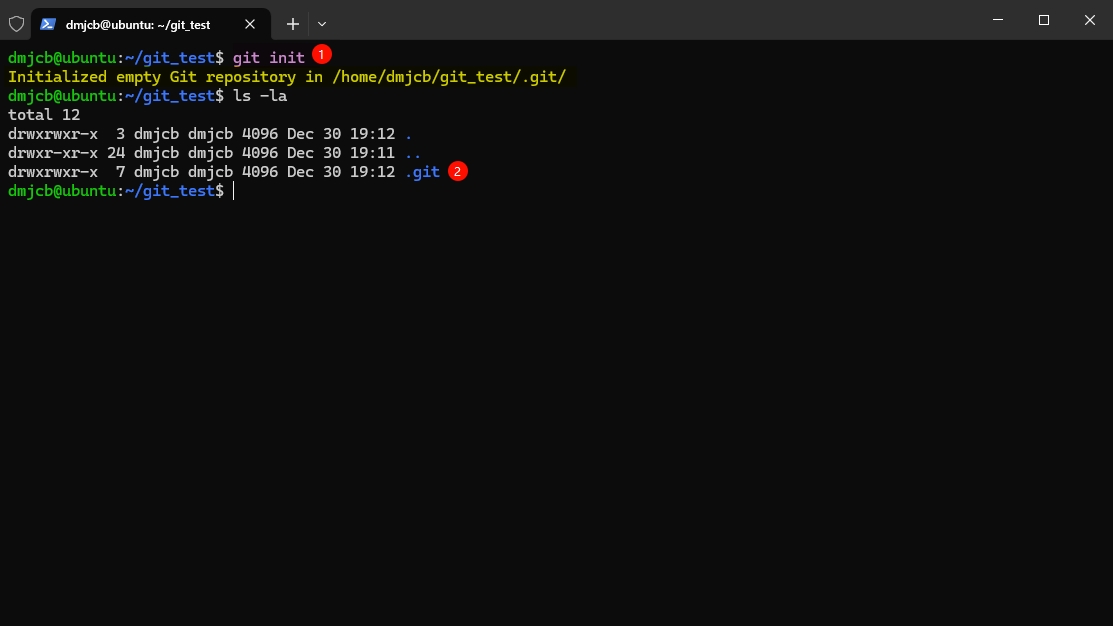 dmjcb@ubuntu: ~/git_test
dmjcb@ubuntu:~/git_test$ git init 1
Initialized empty Git repository in /home/dmjcb/git_test/.git/
dmjcb@ubuntu:~/git_test$ ls -la
total 12
drwxrwxr-x  3 dmjcb dmjcb 4096 Dec 30 19:12 .
drwxr-xr-x 24 dmjcb dmjcb 4096 Dec 30 19:11 ..
drwxrwxr-x  7 dmjcb dmjcb 4096 Dec 30 19:12 .git 2
dmjcb@ubuntu:~/git_test$